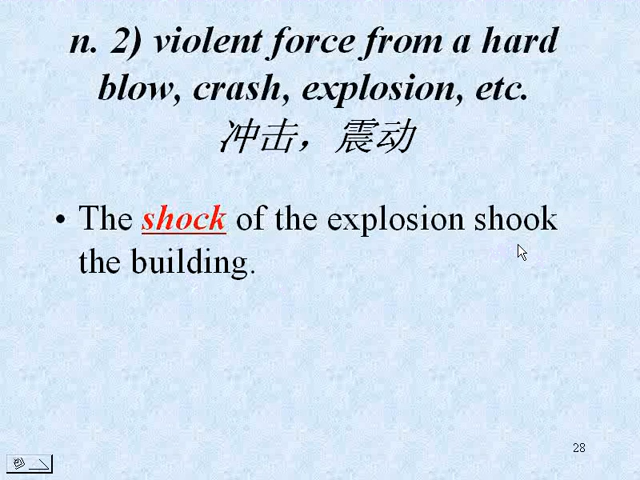 n. 2) violent force from a hard
blow, crash, explosion, etc.
冲击，震动
• The shock of the explosion shook
the building.
28